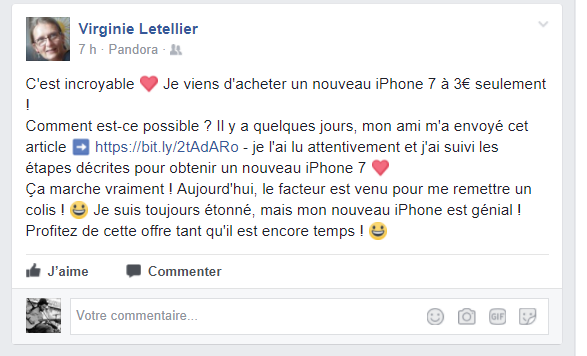 Virginie Letellier
7 h · Pandora ·
C'est incroyable ❤ Je viens d'acheter un nouveau iPhone 7 à 3€ seulement
!
Comment est-ce possible ? Il y a quelques jours, mon ami m'a envoyé cet
article ➡ https://bit.ly/2tAdARo - je l'ai lu attentivement et j'ai suivi les
étapes décrites pour obtenir un nouveau iPhone 7 ❤
Ça marche vraiment ! Aujourd'hui, le facteur est venu pour me remettre un
colis ! 😀 Je suis toujours étonné, mais mon nouveau iPhone est génial !
Profitez de cette offre tant qu'il est encore temps ! 😀
J'aime Commenter
Votre commentaire... GIF